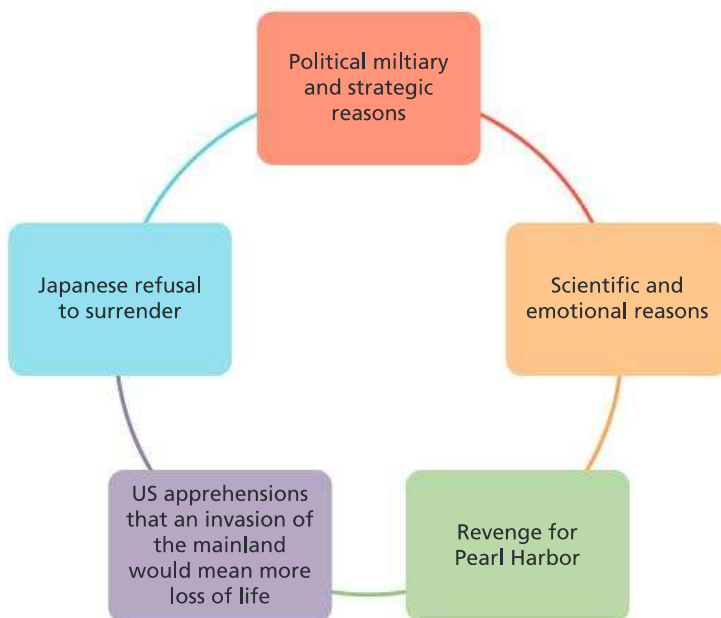 Political miltiary
and strategic
reasons
Scientific and
emotional reasons
Revenge for
Pearl Harbor
US apprehensions
that an invasion of
the mainland
would mean more
loss of life
Japanese refusal
to surrender